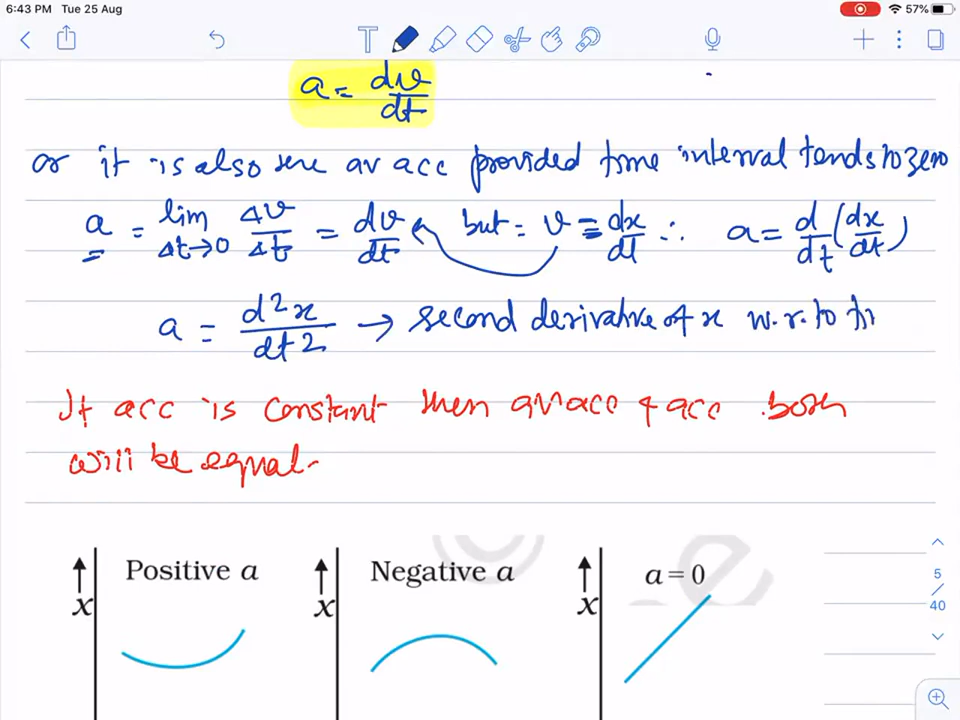 6:43 PM Tue 25 Aug 57%
T
a = dv/dt
or it is also the av acc provided time interval tends to zero
a = lim Δt→0 Δv/Δt = dv/dt but = v = dx/dt ∴ a = d/dt (dx/dt)
a = d2x/dt2 → second derivative of x w.r.to
If acc is constant then av acc & acc both
will be equal
Positive a Negative a a = 0
x x x
5
/
40